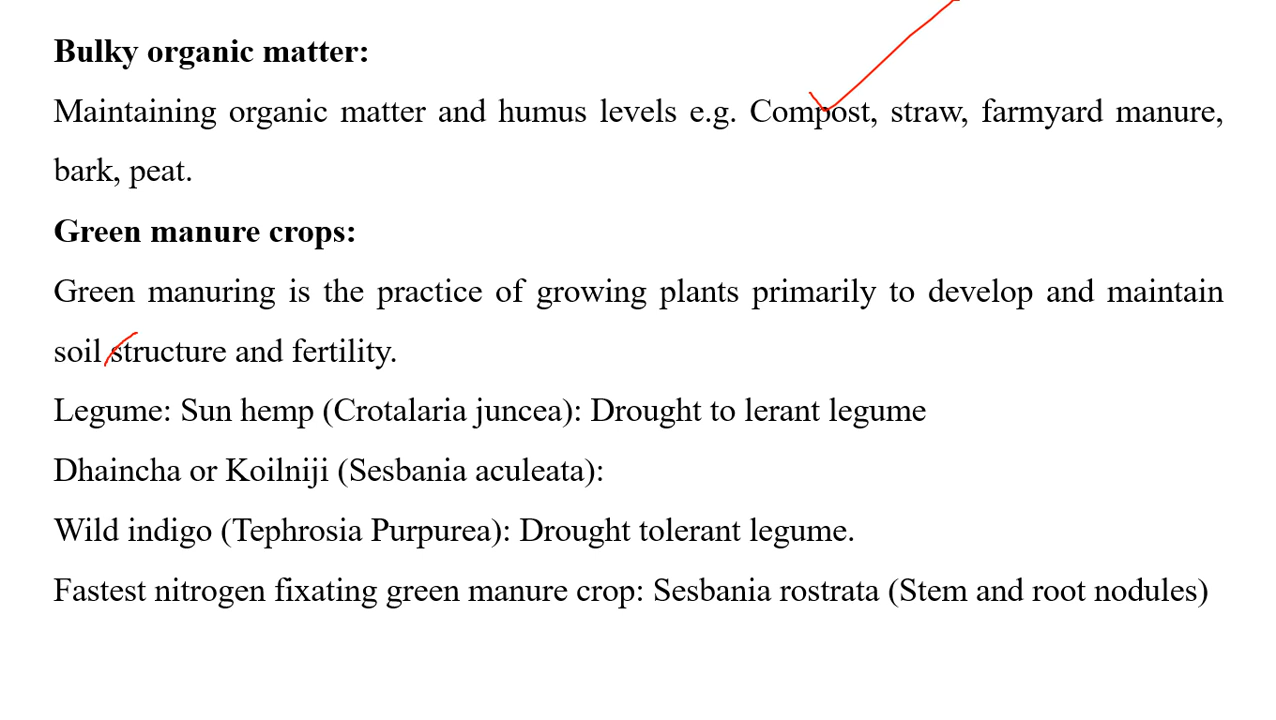 Bulky organic matter:
Maintaining organic matter and humus levels e.g. Compost, straw, farmyard manure,
bark, peat.
Green manure crops:
Green manuring is the practice of growing plants primarily to develop and maintain
soil structure and fertility.
Legume: Sun hemp (Crotalaria juncea): Drought to lerant legume
Dhaincha or Koilniji (Sesbania aculeata):
Wild indigo (Tephrosia Purpurea): Drought tolerant legume.
Fastest nitrogen fixating green manure crop: Sesbania rostrata (Stem and root nodules)